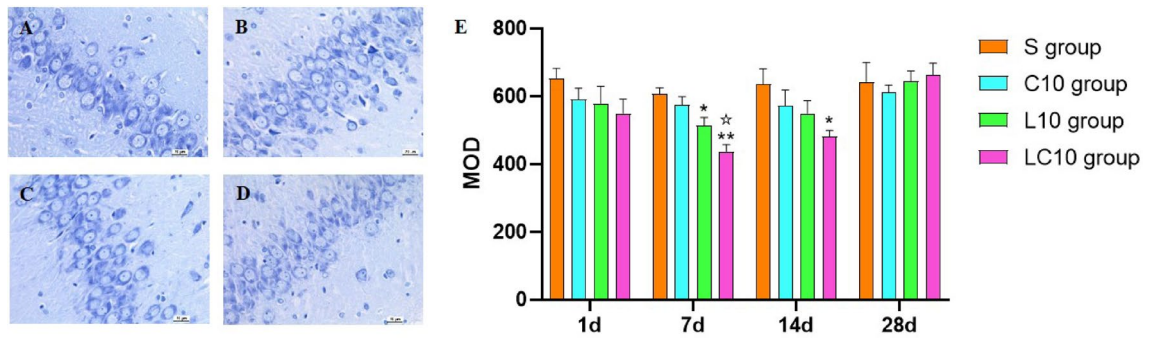 A
B
C
D
E
800
600
400
200
0
MOD
*
☆
**
*
1d
7d
14d
28d
S group
C10 group
L10 group
LC10 group